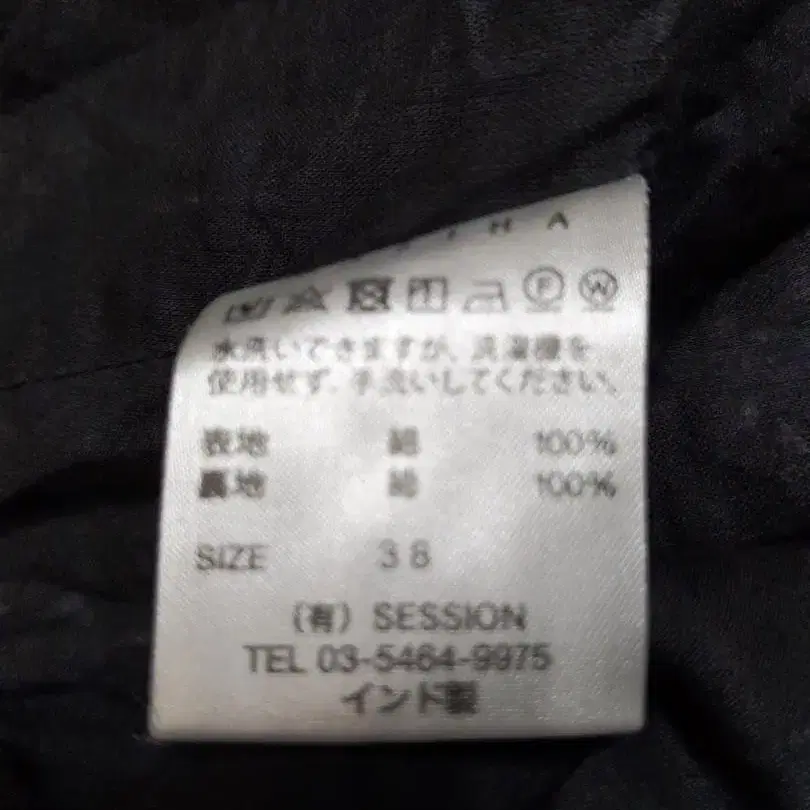 H A
F W
水洗いできますが、洗濯機を
使用せず、手洗いしてください。
表地 綿 100%
裏地 綿 100%
SIZE 38
(有) SESSION
TEL 03-5464-9975
インド製